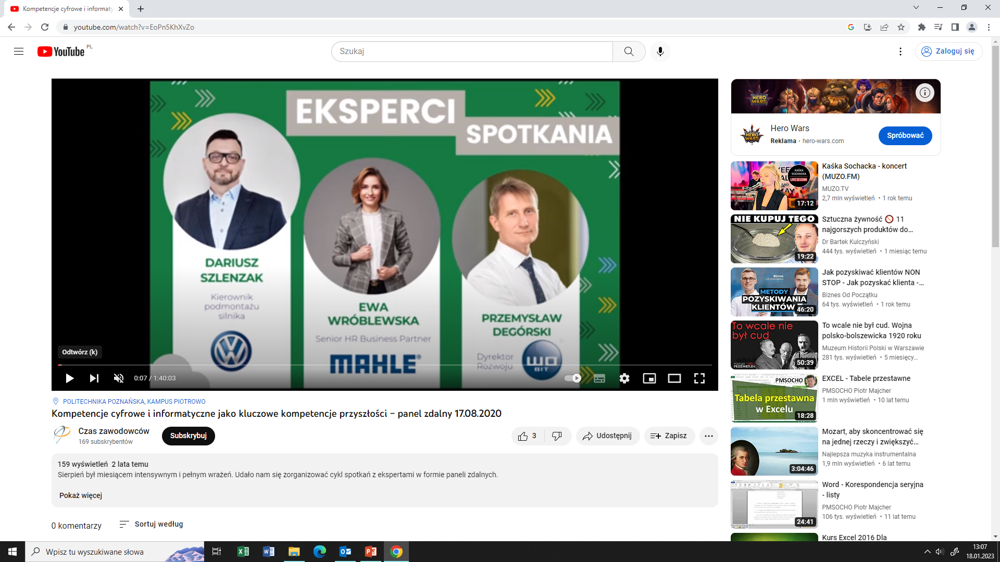 Kompetencje cyfrowe i informaty
youtube.com/watch?v=EoPn5KhXvZo
YouTube PL
Szukaj
Zaloguj się
EKSPERCI
SPOTKANIA
DARIUSZ
SZLENZAK
Kierownik
podmontażu
silnika
EWA
WRÓBLEWSKA
Senior HR Business Partner
MAHLE
PRZEMYSŁAW
DEGÓRSKI
Dyrektor
Rozwoju
WO
BIT
Odtwórz (k)
0:07 / 1:40:03
POLITECHNIKA POZNAŃSKA, KAMPUS PIOTROWO
Kompetencje cyfrowe i informatyczne jako kluczowe kompetencje przyszłości – panel zdalny 17.08.2020
Czas zawodowców
169 subskrybentów
Subskrybuj
3
Udostępnij
Zapisz
159 wyświetleń 2 lata temu
Sierpień był miesiącem intensywnym i pełnym wrażeń. Udało nam się zorganizować cykl spotkań z ekspertami w formie paneli zdalnych.
Pokaż więcej
0 komentarzy
Sortuj według
HERO
WARS
HERO
WARS
Hero Wars
Reklama · hero-wars.com
Spróbować
KAŚKA
SOCHACKA
LIVE SESSION
17:12
Kaśka Sochacka - koncert
(MUZO.FM)
MUZO.TV
2,7 mln wyświetleń • 1 rok temu
NIE KUPUJ TEGO
19:22
Sztuczna żywność 🚫 11
najgorszych produktów do...
Dr Bartek Kulczyński
444 tys. wyświetleń • 1 miesiąc temu
Biznes
od początku
METODY
POZYSKIWANIA
KLIENTÓW
46:20
Jak pozyskiwać klientów NON
STOP - Jak pozyskać klienta -...
Biznes Od Początku
64 tys. wyświetleń • 1 rok temu
To wcale nie
był cud
50:39
To wcale nie był cud. Wojna
polsko-bolszewicka 1920 roku
Muzeum Historii Polski w Warszawie
281 tys. wyświetleń • 5 miesięcy...
PMSOCHO
Tabela przestawna
w Excelu
18:28
EXCEL - Tabele przestawne
PMSOCHO Piotr Majcher
1 mln wyświetleń • 10 lat temu
3:04:46
Mozart, aby skoncentrować się
na jednej rzeczy i zwiększyć...
Najlepsza muzyka instrumentalna
1,9 mln wyświetleń • 6 lat temu
24:41
Word - Korespondencja seryjna
- listy
PMSOCHO Piotr Majcher
106 tys. wyświetleń • 11 lat temu
Kurs Excel 2016 Dla
Wpisz tu wyszukiwane słowa
13:07
18.01.2023